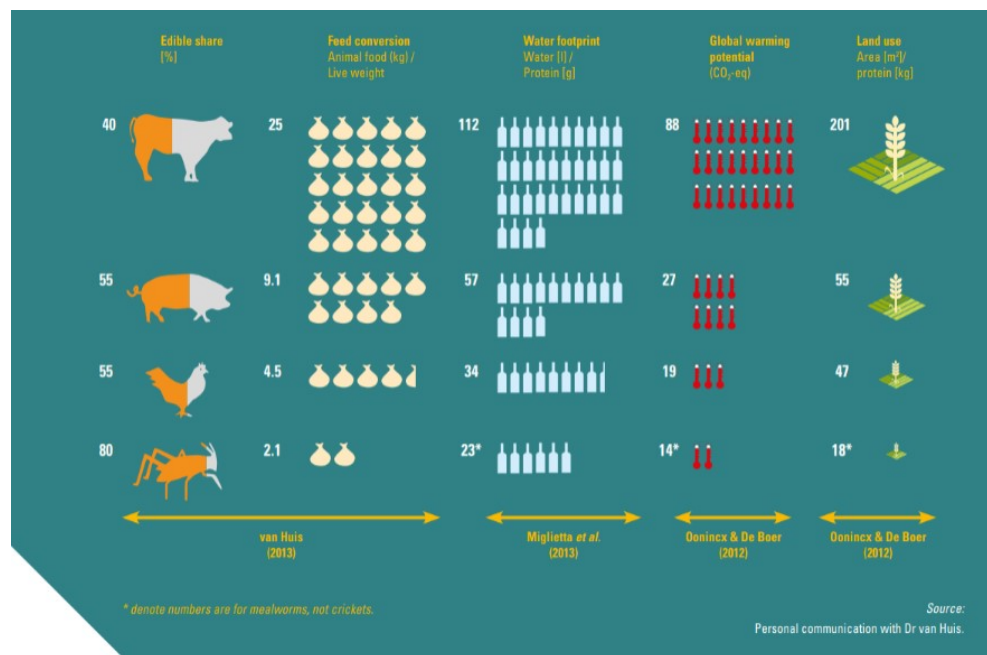 Edible share
[%]
Feed conversion
Animal food (kg) /
Live weight
Water footprint
Water [l] /
Protein [g]
Global warming
potential
(CO₂-eq)
Land use
Area [m²]/
protein [kg]
40
25
112
88
201
55
9.1
57
27
55
55
4.5
34
19
47
80
2.1
23*
14*
18*
van Huis
(2013)
Miglietta et al.
(2013)
Oonincx & De Boer
(2012)
Oonincx & De Boer
(2012)
* denote numbers are for mealworms, not crickets.
Source:
Personal communication with Dr van Huis.